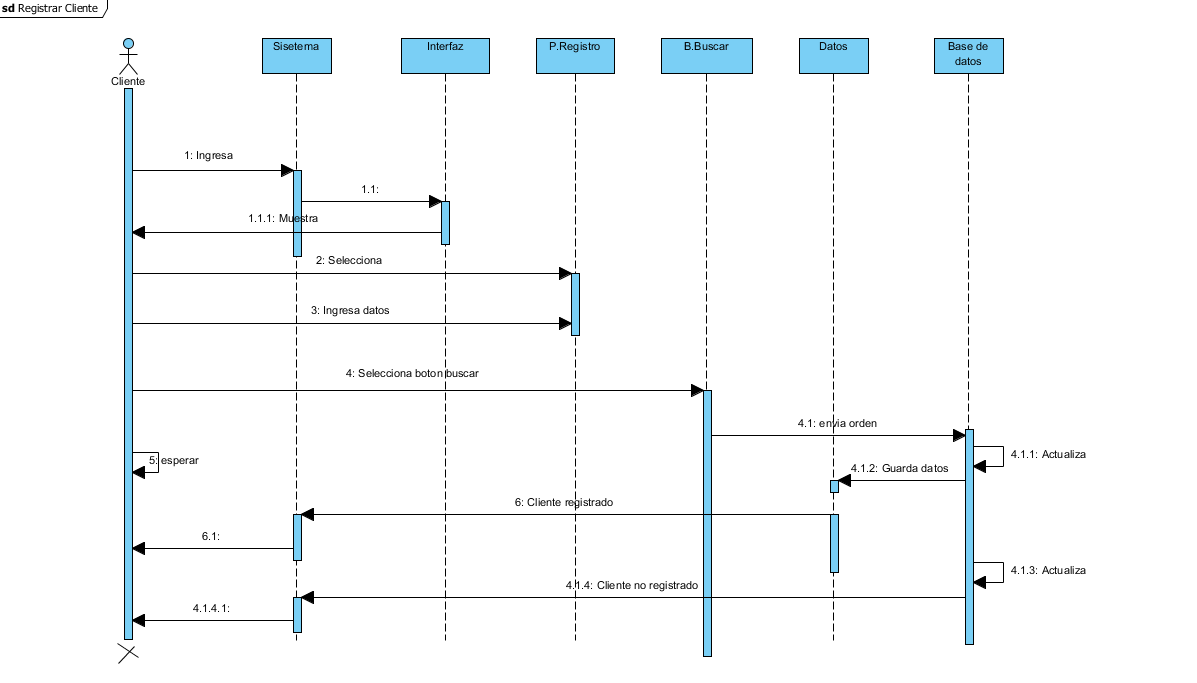 sd Registrar Cliente
Cliente
Sisetema
Interfaz
P.Registro
B.Buscar
Datos
Base de
datos
1: Ingresa
1.1:
1.1.1: Muestra
2: Selecciona
3: Ingresa datos
4: Selecciona boton buscar
4.1: envia orden
4.1.1: Actualiza
5: esperar
4.1.2: Guarda datos
6: Cliente registrado
6.1:
4.1.3: Actualiza
4.1.4: Cliente no registrado
4.1.4.1: